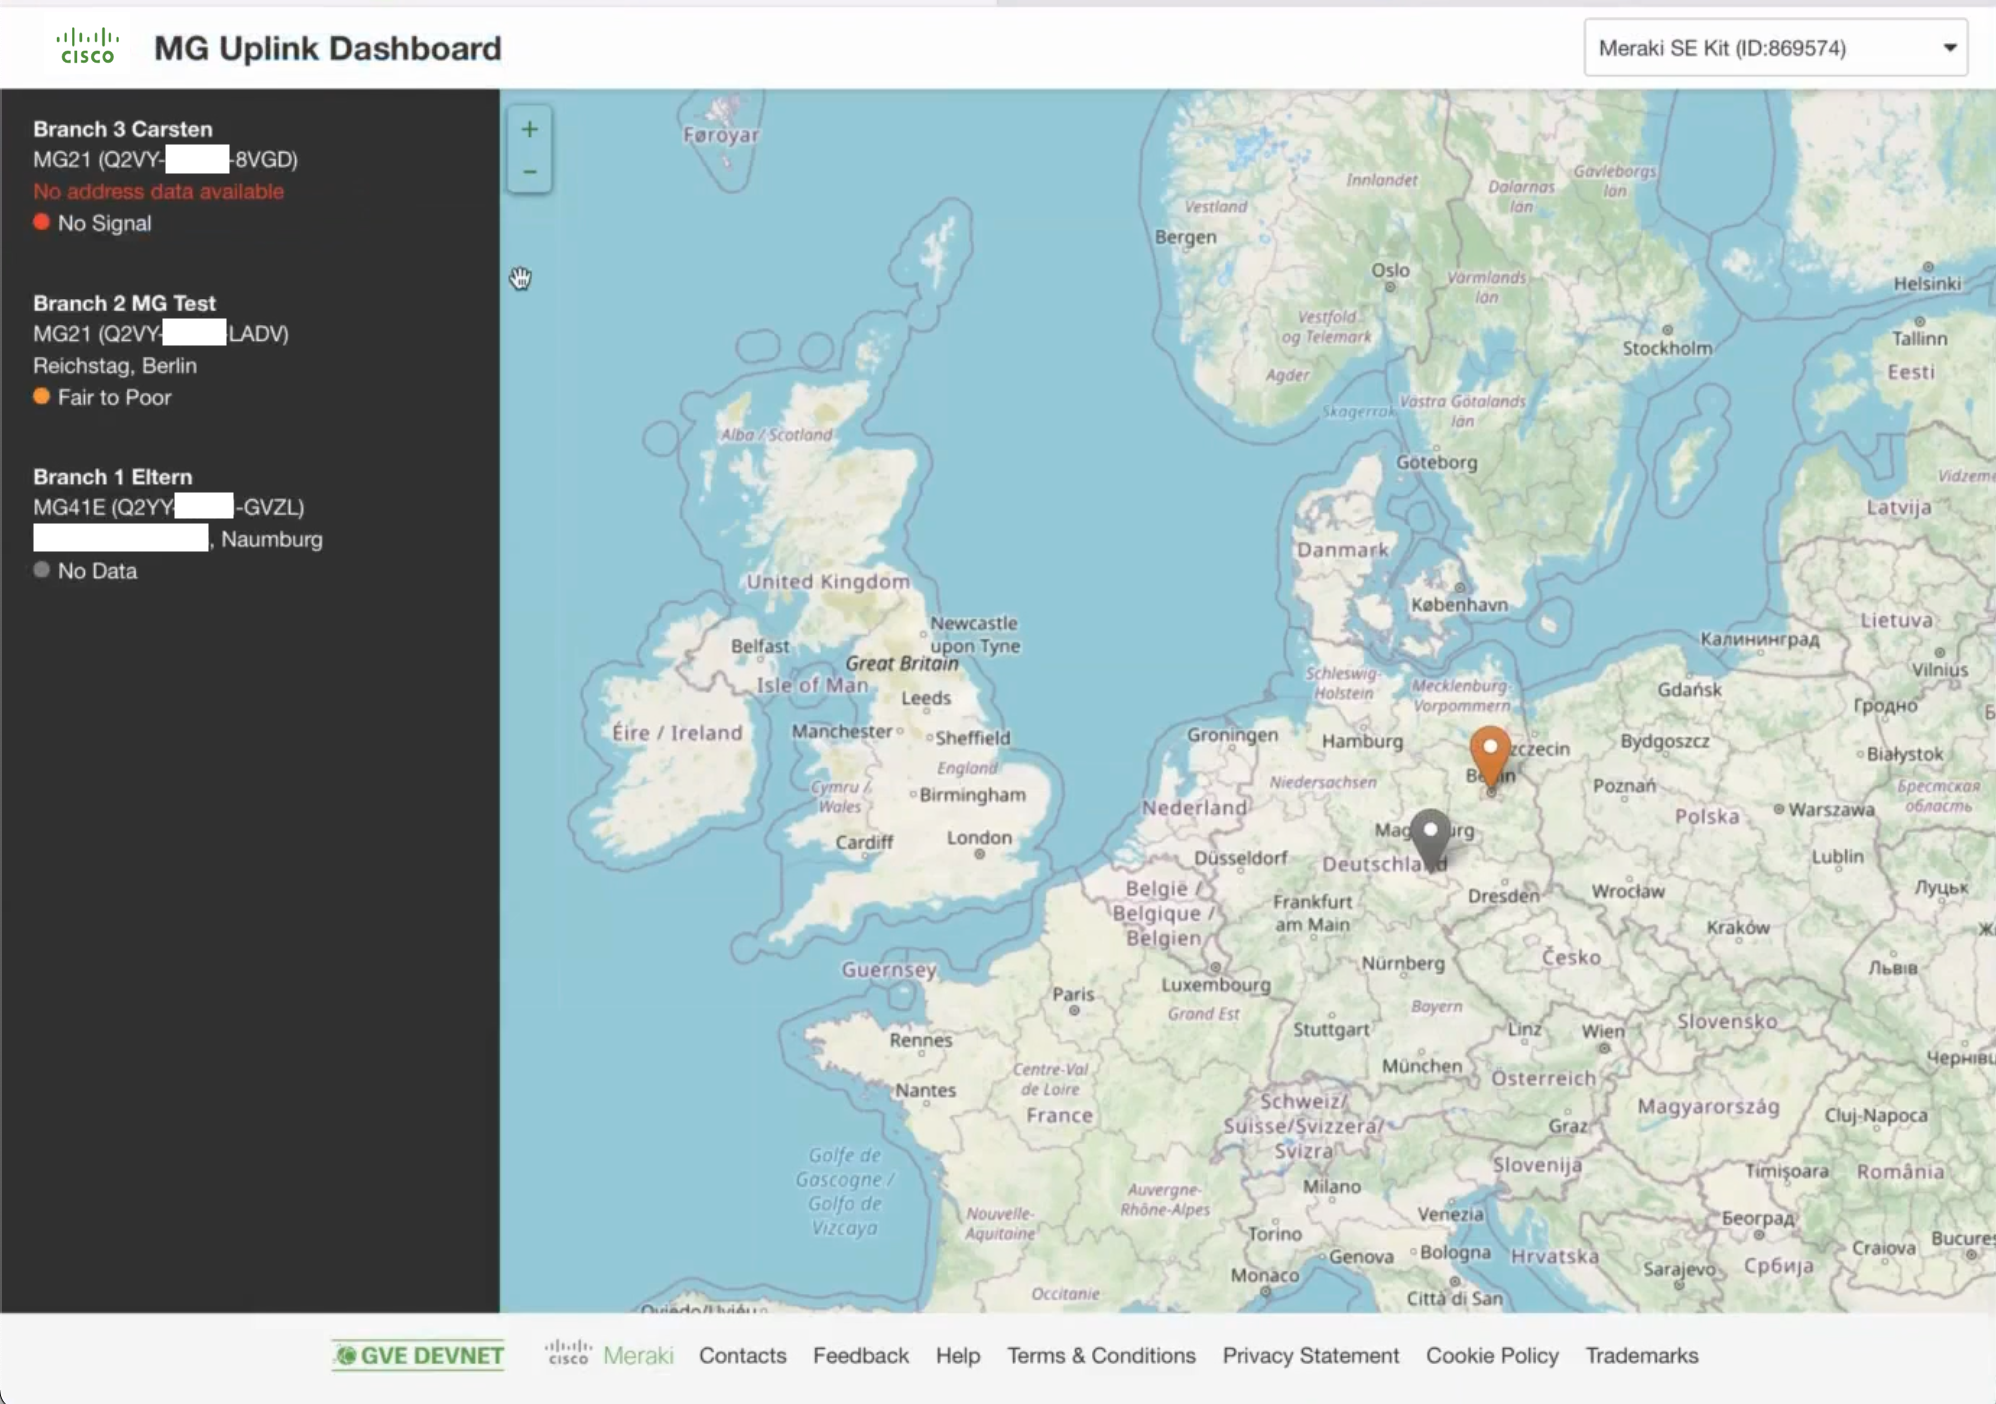 cisco
MG Uplink Dashboard
Meraki SE Kit (ID:869574)
Branch 3 Carsten
MG21 (Q2VY- -8VGD)
No address data available
No Signal
Branch 2 MG Test
MG21 (Q2VY- LADV)
Reichstag, Berlin
Fair to Poor
Branch 1 Eltern
MG41E (Q2YY -GVZL)
, Naumburg
No Data
+
−
Føroyar
Innlandet
Gävleborgs
län
Dalarnas
län
Vestland
Bergen
Oslo
Värmlands
län
Helsinki
Vestfold
og Telemark
Tallinn
Stockholm
Agder
Eesti
Skagerrak
Västra Götalands
län
Alba / Scotland
Göteborg
Vidzeme
Latvija
Danmark
United Kingdom
København
Lietuva
Newcastle
upon Tyne
Belfast
Калининград
Great Britain
Vilnius
Isle of Man
Schleswig-
Holstein
Mecklenburg-
Vorpommern
Gdańsk
Leeds
Гродно
Éire / Ireland
Manchester
Sheffield
Groningen
Hamburg
zczecin
Bydgoszcz
Białystok
England
Niedersachsen
Be in
Poznań
Cymru /
Wales
Birmingham
Брестская
область
Nederland
Polska
Warszawa
Cardiff
London
Mag urg
Düsseldorf
Deutschland
Lublin
België /
Belgique /
Belgien
Frankfurt
am Main
Dresden
Wrocław
Луцьк
Kraków
Česko
Guernsey
Nürnberg
Львів
Paris
Luxembourg
Grand Est
Bayern
Stuttgart
Linz
Wien
Slovensko
Rennes
München
Чернівц
Centre-Val
de Loire
Österreich
Nantes
France
Schweiz/
Suisse/Svizzera/
Svizra
Magyarország
Cluj-Napoca
Graz
Golfe de
Gascogne /
Golfo de
Vizcaya
Slovenija
Timișoara
România
Auvergne-
Rhône-Alpes
Milano
Nouvelle-
Aquitaine
Venezia
Београд
Torino
Genova
Bologna
Hrvatska
Craiova
Bucureș
Monaco
Sarajevo
Србија
Occitanie
Città di San
Oviedo/Uviéu
GVE DEVNET
cisco Meraki
Contacts
Feedback
Help
Terms & Conditions
Privacy Statement
Cookie Policy
Trademarks